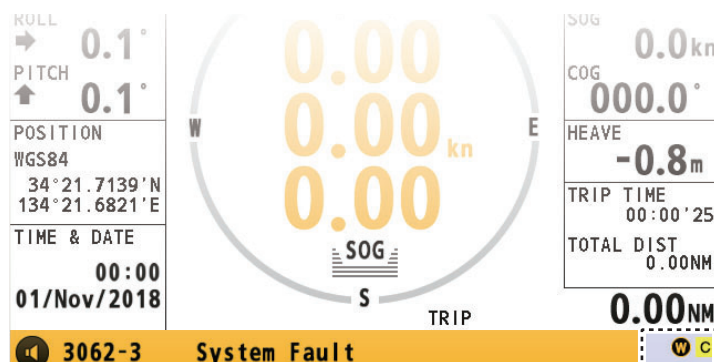 ROLL
0.1°
PITCH
0.1°
POSITION
WGS84
34°21.7139'N
134°21.6821'E
TIME & DATE
00:00
01/Nov/2018
0.00
0.00 kn
0.00
W
E
SOG
S
TRIP
SOG
0.0kn
COG
000.0°
HEAVE
-0.8m
TRIP TIME
00:00'25
TOTAL DIST
0.00NM
0.00NM
3062-3 System Fault
W C